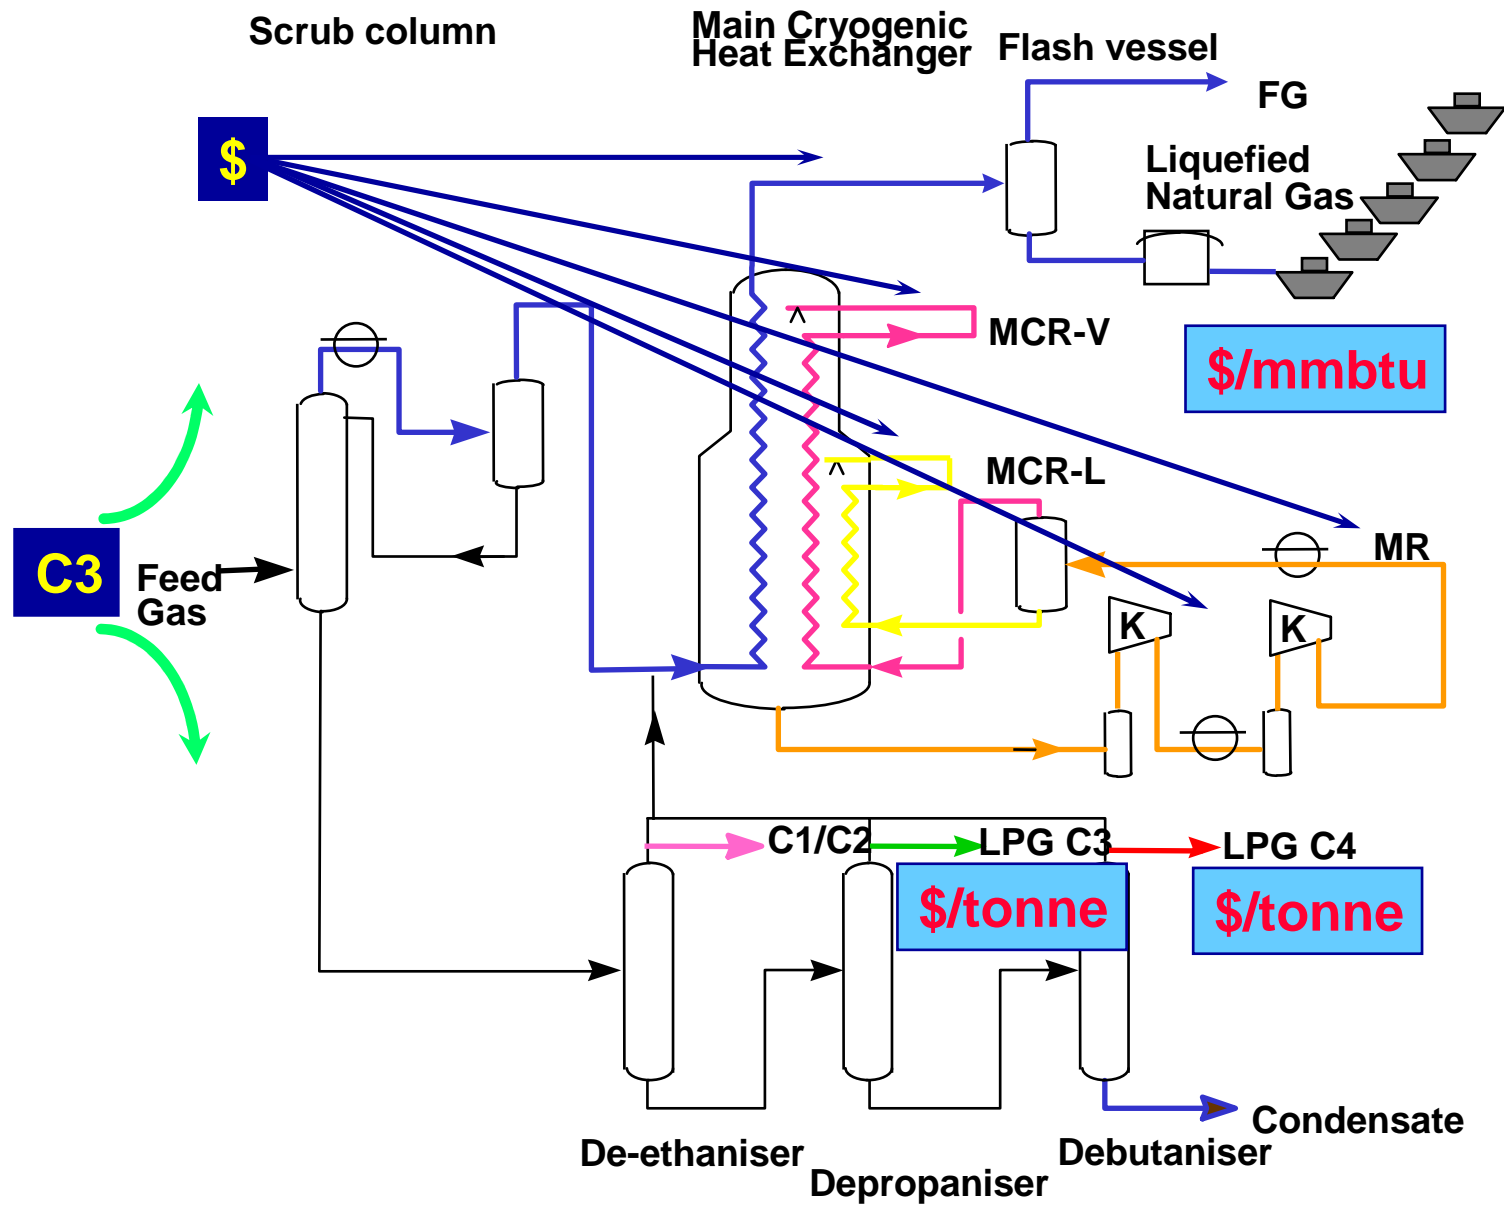 Scrub column
Main Cryogenic
Heat Exchanger
Flash vessel
FG
$
Liquefied
Natural Gas
MCR-V
$/mmbtu
MCR-L
MR
C3
Feed
Gas
K
K
C1/C2
LPG C3
LPG C4
$/tonne
$/tonne
Condensate
De-ethaniser
Debutaniser
Depropaniser